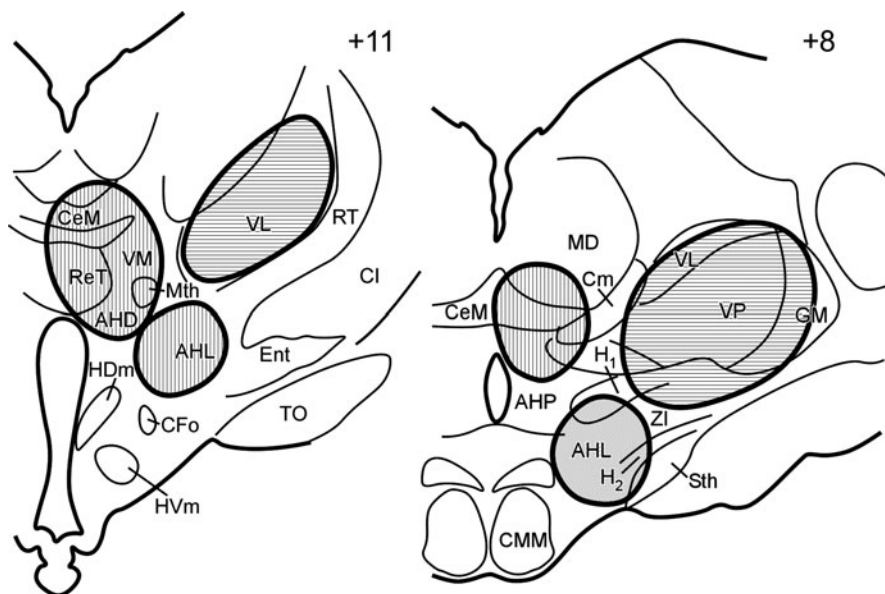 +11
CeM
VL
RT
ReT
VM
Mth
CI
AHD
AHL
Ent
HDm
CFo
TO
HVm
+8
MD
VL
Cm
CeM
VP
GM
H1
AHP
ZI
AHL
H2
Sth
CMM